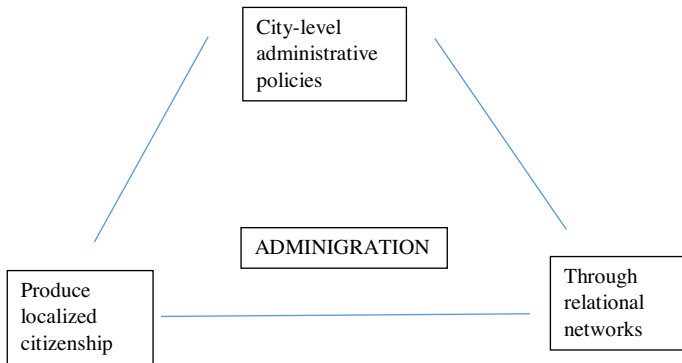 City-level
administrative
policies
ADMINIGRATION
Produce
localized
citizenship
Through
relational
networks